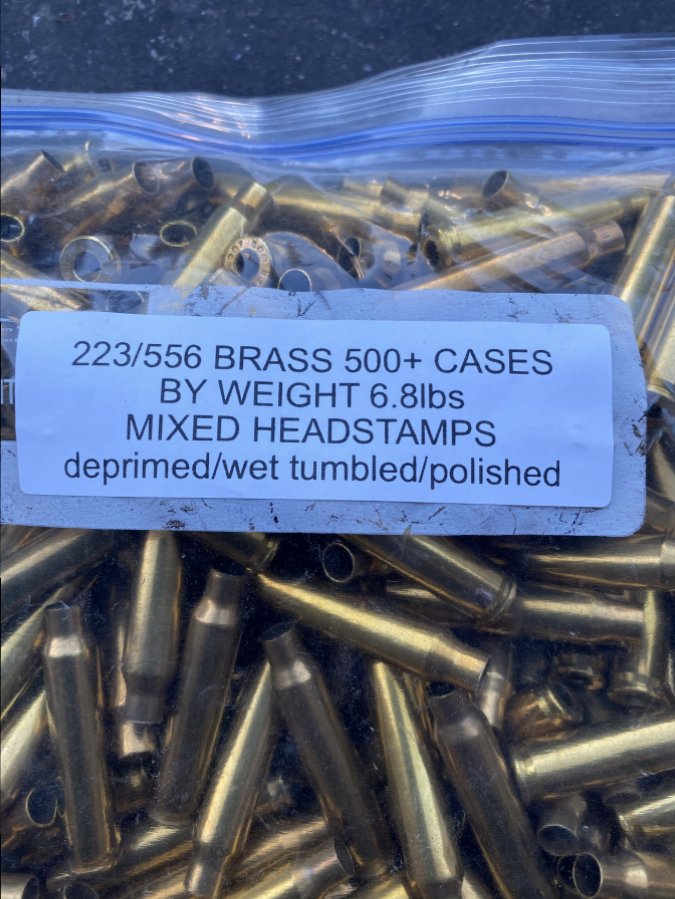 223/556 BRASS 500+ CASES
BY WEIGHT 6.8lbs
MIXED HEADSTAMPS
deprimed/wet tumbled/polished